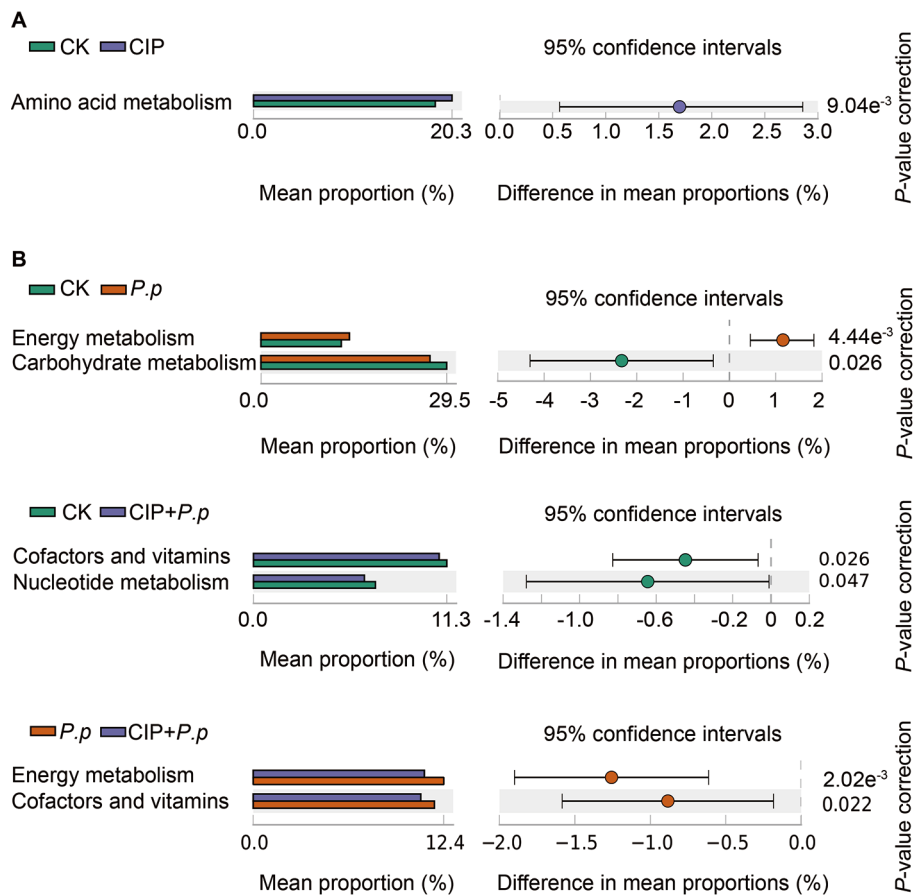 A
CK CIP
95% confidence intervals
Amino acid metabolism
9.04e-3
0.0 20.3
0.0 0.5 1.0 1.5 2.0 2.5 3.0
Mean proportion (%)
Difference in mean proportions (%)
P-value correction
B
CK P.p
95% confidence intervals
Energy metabolism
4.44e-3
Carbohydrate metabolism
0.026
0.0 29.5
-5 -4 -3 -2 -1 0 1 2
Mean proportion (%)
Difference in mean proportions (%)
P-value correction
CK CIP+P.p
95% confidence intervals
Cofactors and vitamins
0.026
Nucleotide metabolism
0.047
0.0 11.3
-1.4 -1.0 -0.6 -0.2 0 0.2
Mean proportion (%)
Difference in mean proportions (%)
P-value correction
P.p CIP+P.p
95% confidence intervals
Energy metabolism
2.02e-3
Cofactors and vitamins
0.022
0.0 12.4
−2.0 −1.5 −1.0 −0.5 0.0
Mean proportion (%)
Difference in mean proportions (%)
P-value correction